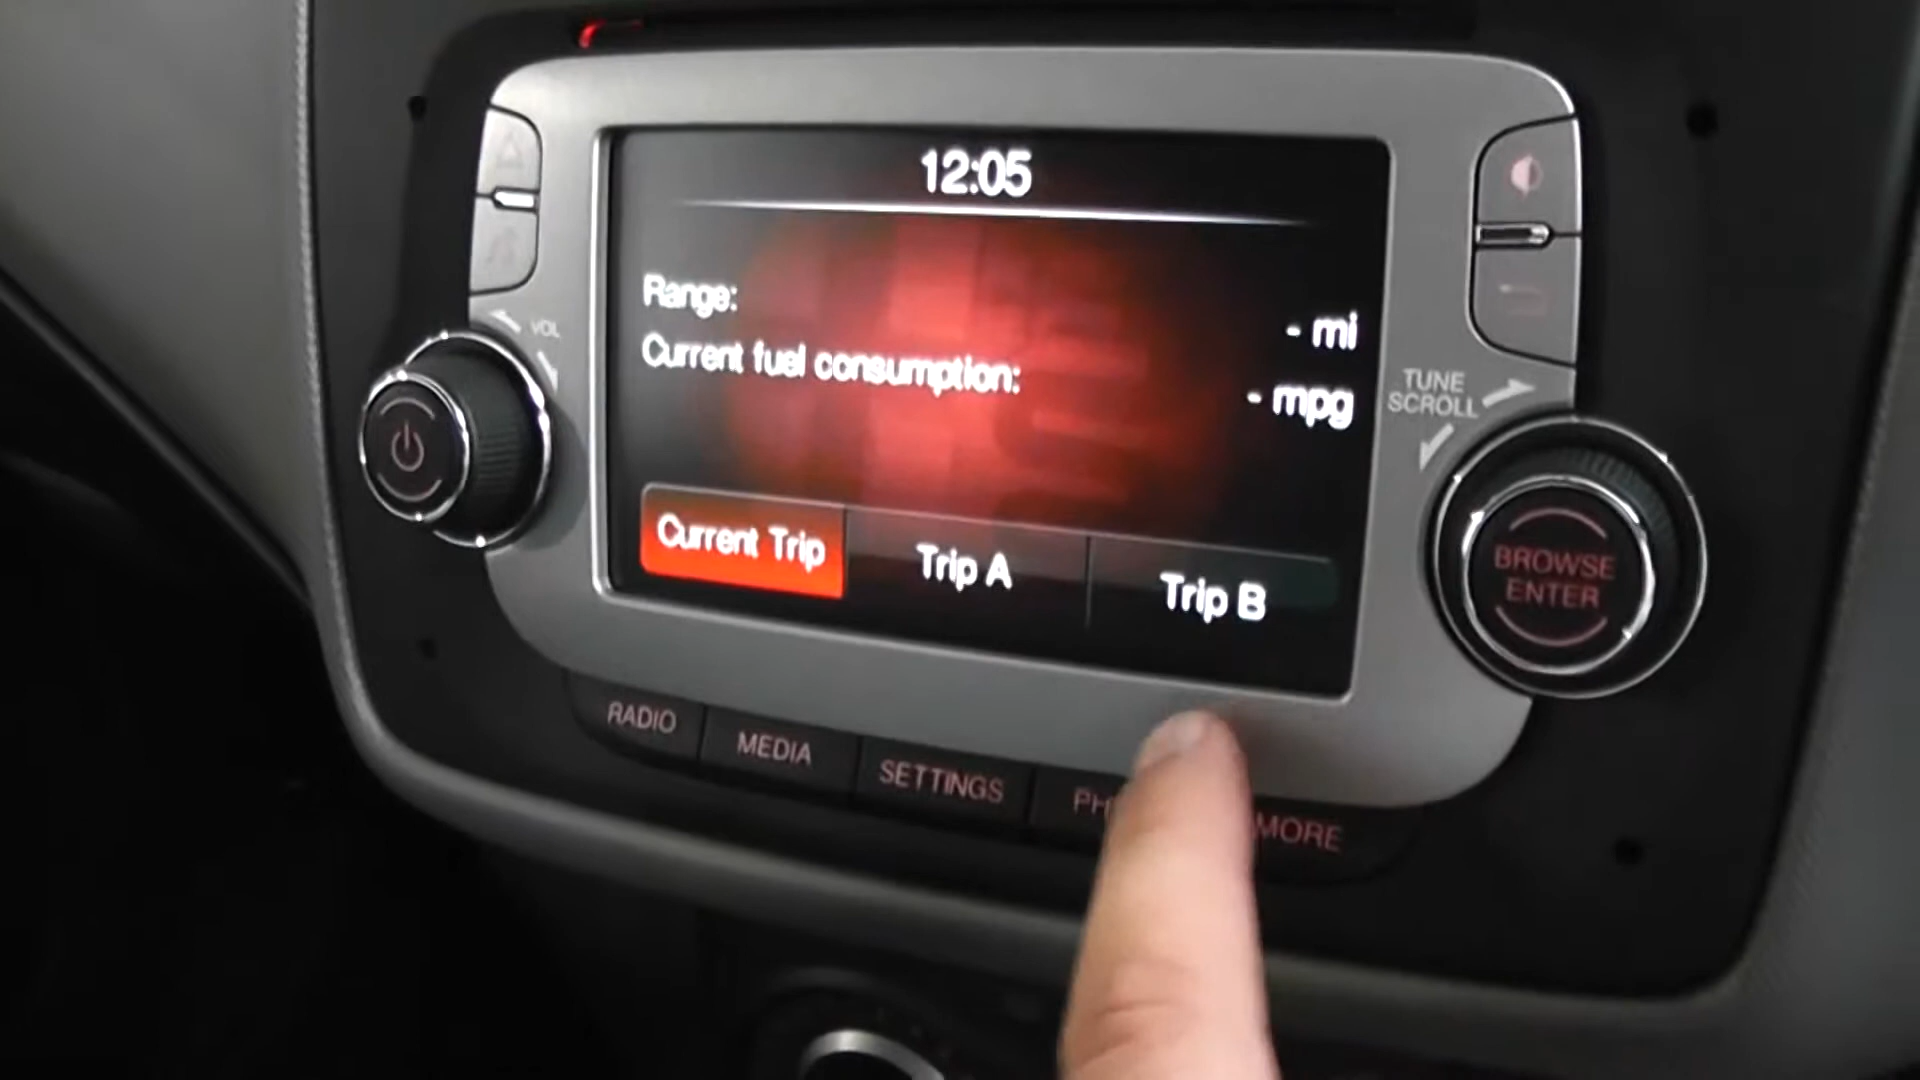 12:05
VOL
Range:
- mi
Current fuel consumption:
- mpg
TUNE
SCROLL
Current Trip
Trip A
Trip B
BROWSE
ENTER
RADIO
MEDIA
SETTINGS
MORE